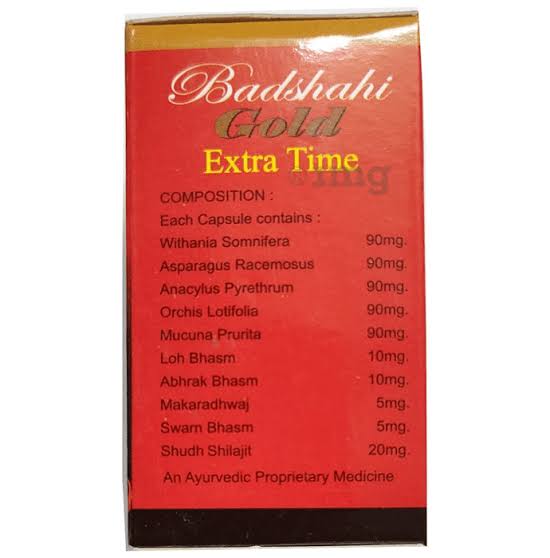 Badshahi
Gold
Extra Time
1mg
COMPOSITION :
Each Capsule contains :
Withania Somnifera 90mg.
Asparagus Racemosus 90mg.
Anacylus Pyrethrum 90mg.
Orchis Lotifolia 90mg.
Mucuna Prurita 90mg.
Loh Bhasm 10mg.
Abhrak Bhasm 10mg.
Makaradhwaj 5mg.
Swarn Bhasm 5mg.
Shudh Shilajit 20mg.
An Ayurvedic Proprietary Medicine